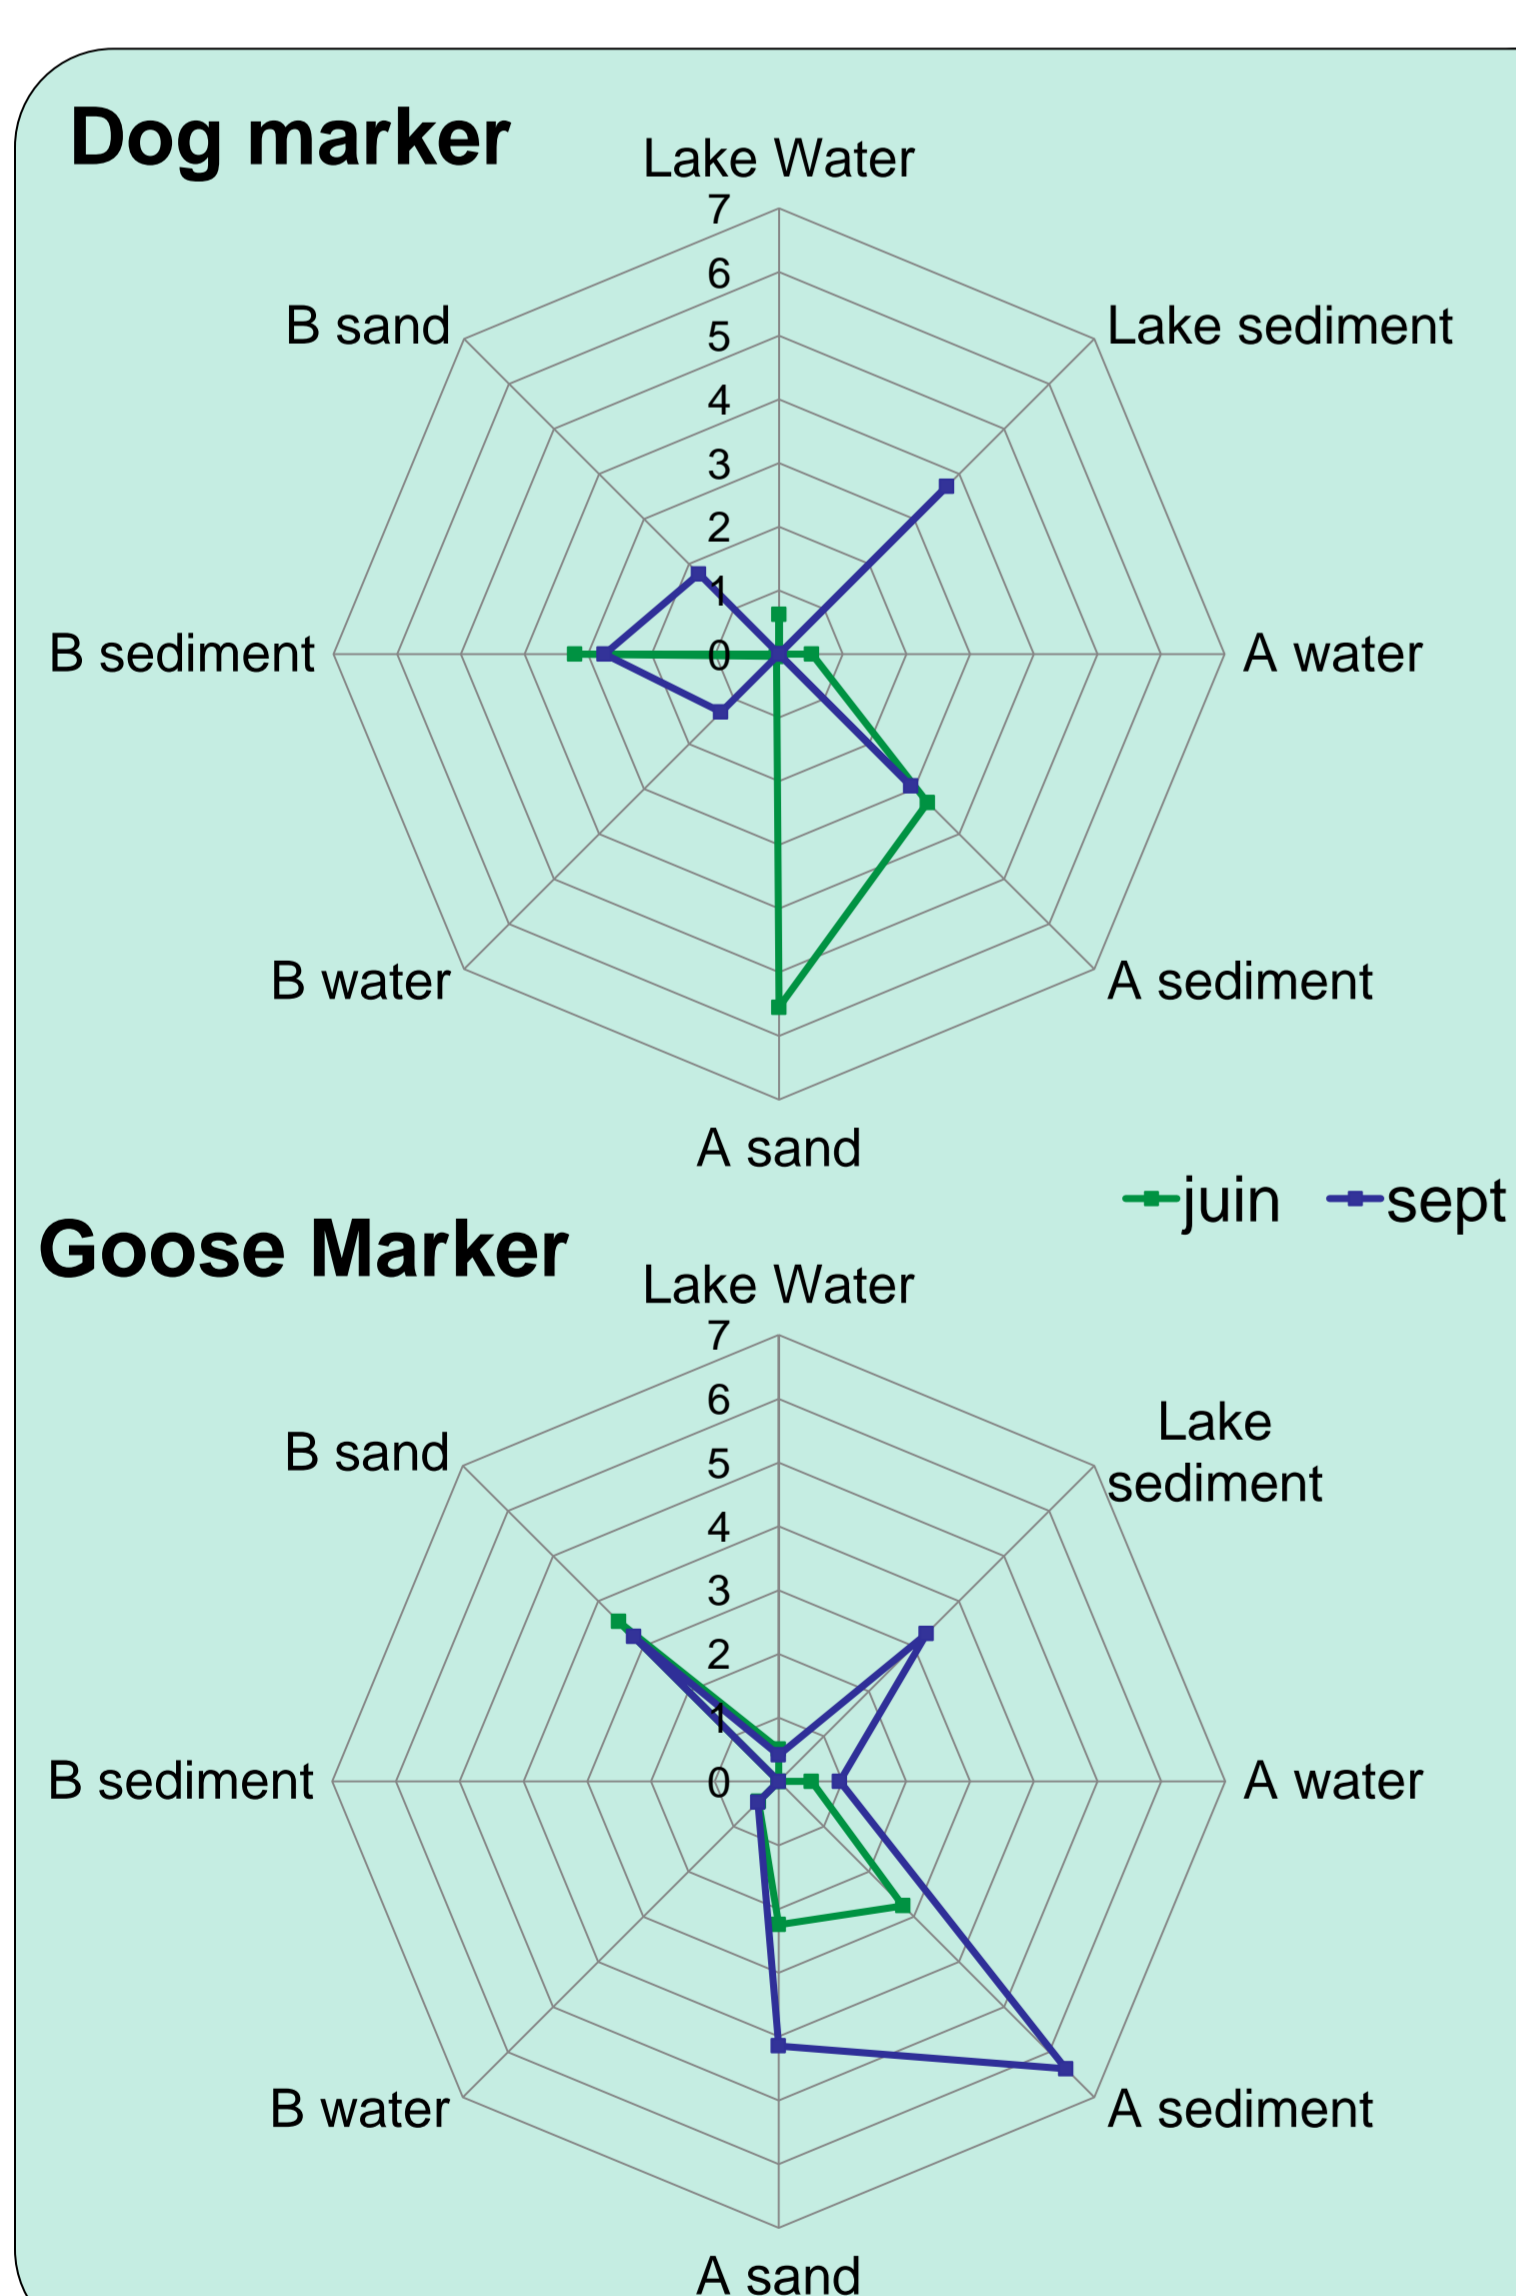 Dog marker
Lake Water
7
6
5
4
3
2
1
0
B sand
Lake sediment
B sediment
A water
B water
A sediment
A sand
juin
sept
Goose Marker
Lake Water
7
6
5
4
3
2
1
0
B sand
Lake
sediment
B sediment
A water
B water
A sediment
A sand